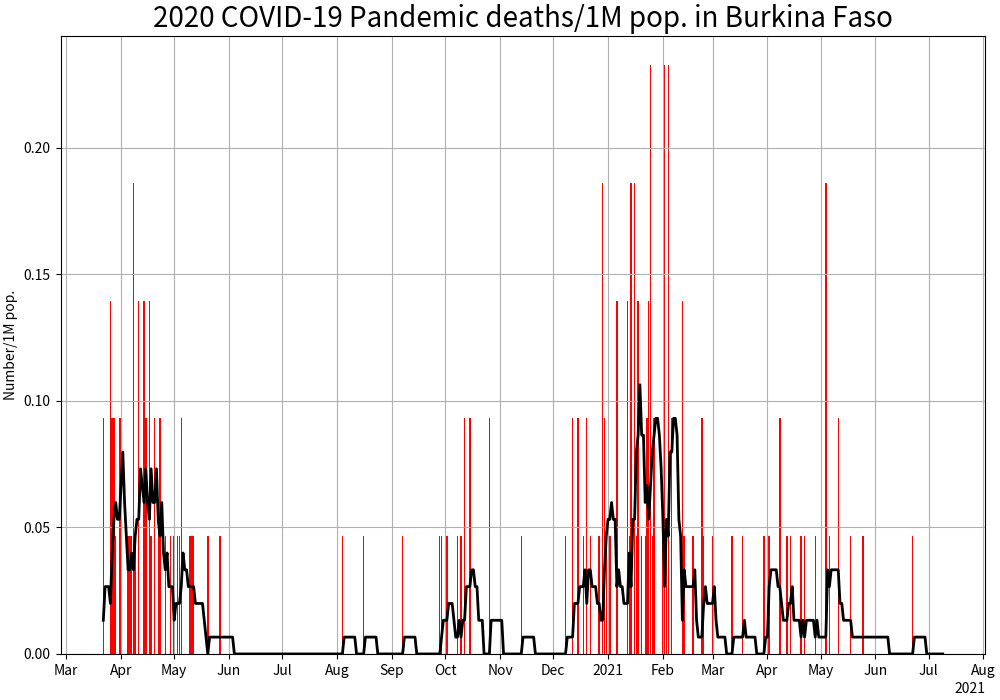 2020 COVID-19 Pandemic deaths/1M pop. in Burkina Faso
Number/1M pop.
0.20
0.15
0.10
0.05
0.00
Mar Apr May Jun Jul Aug Sep Oct Nov Dec 2021 Feb Mar Apr May Jun Jul Aug
2021